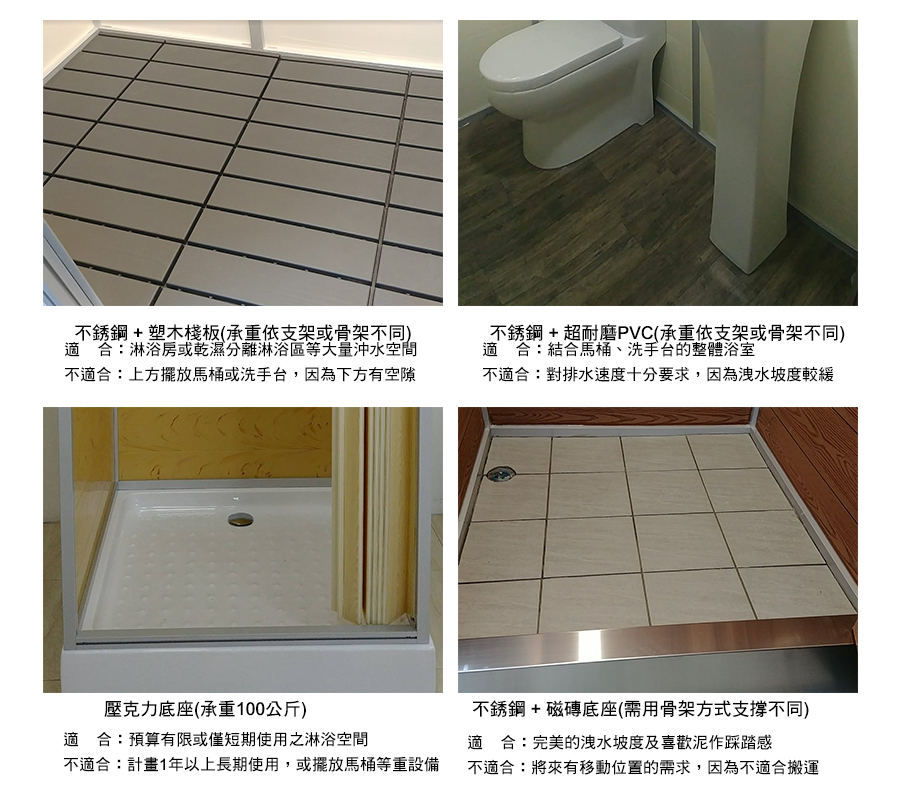 不銹鋼 + 塑木棧板(承重依支架或骨架不同)
適　合：淋浴房或乾濕分離淋浴區等大量沖水空間
不適合：上方擺放馬桶或洗手台，因為下方有空隙
不銹鋼 + 超耐磨PVC(承重依支架或骨架不同)
適　合：結合馬桶、洗手台的整體浴室
不適合：對排水速度十分要求，因為洩水坡度較緩
壓克力底座(承重100公斤)
適　合：預算有限或僅短期使用之淋浴空間
不適合：計畫1年以上長期使用，或擺放馬桶等重設備
不銹鋼 + 磁磚底座(需用骨架方式支撐不同)
適　合：完美的洩水坡度及喜歡泥作踩踏感
不適合：將來有移動位置的需求，因為不適合搬運